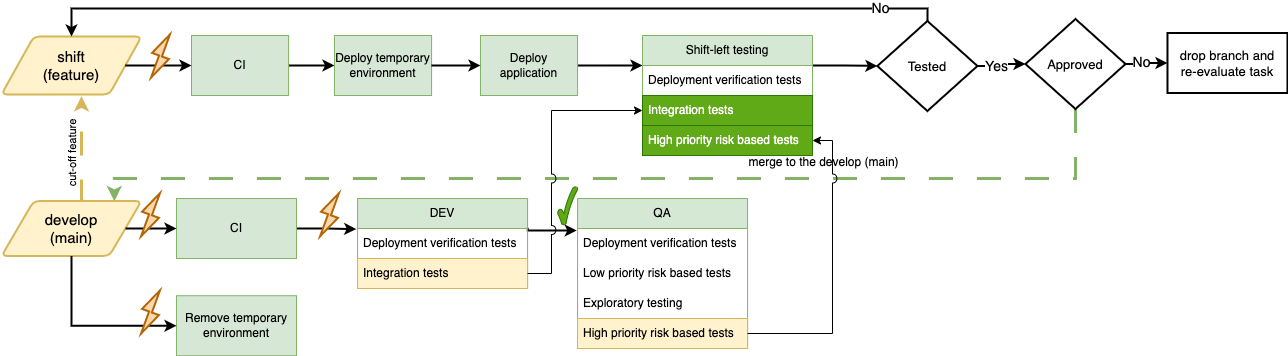 No
shift
(feature)
CI
Deploy temporary
environment
Deploy
application
Shift-left testing
Deployment verification tests
Integration tests
High priority risk based tests
Tested
Yes
Approved
No
drop branch and
re-evaluate task
cut-off feature
merge to the develop (main)
develop
(main)
CI
DEV
Deployment verification tests
Integration tests
QA
Deployment verification tests
Low priority risk based tests
Exploratory testing
High priority risk based tests
Remove temporary
environment